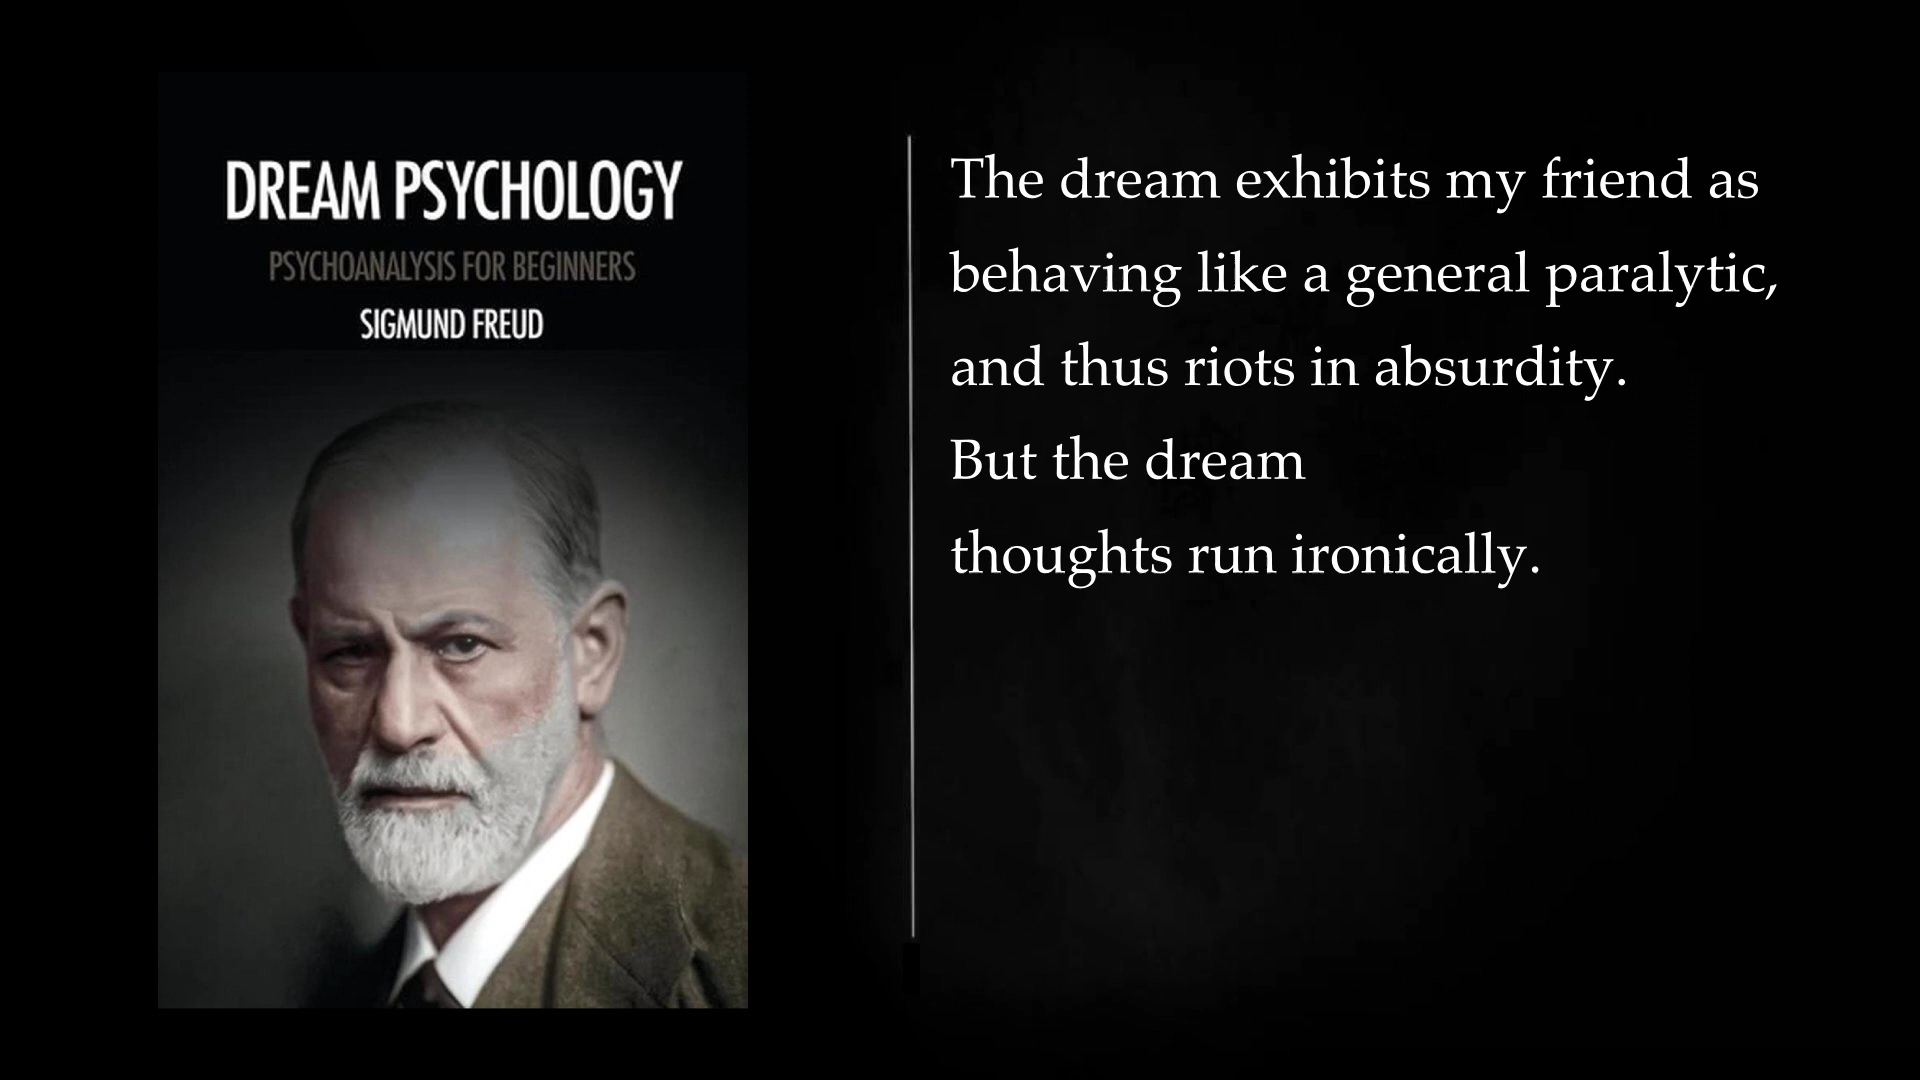 DREAM PSYCHOLOGY
PSYCHOANALYSIS FOR BEGINNERS
SIGMUND FREUD
The dream exhibits my friend as
behaving like a general paralytic,
and thus riots in absurdity.
But the dream
thoughts run ironically.